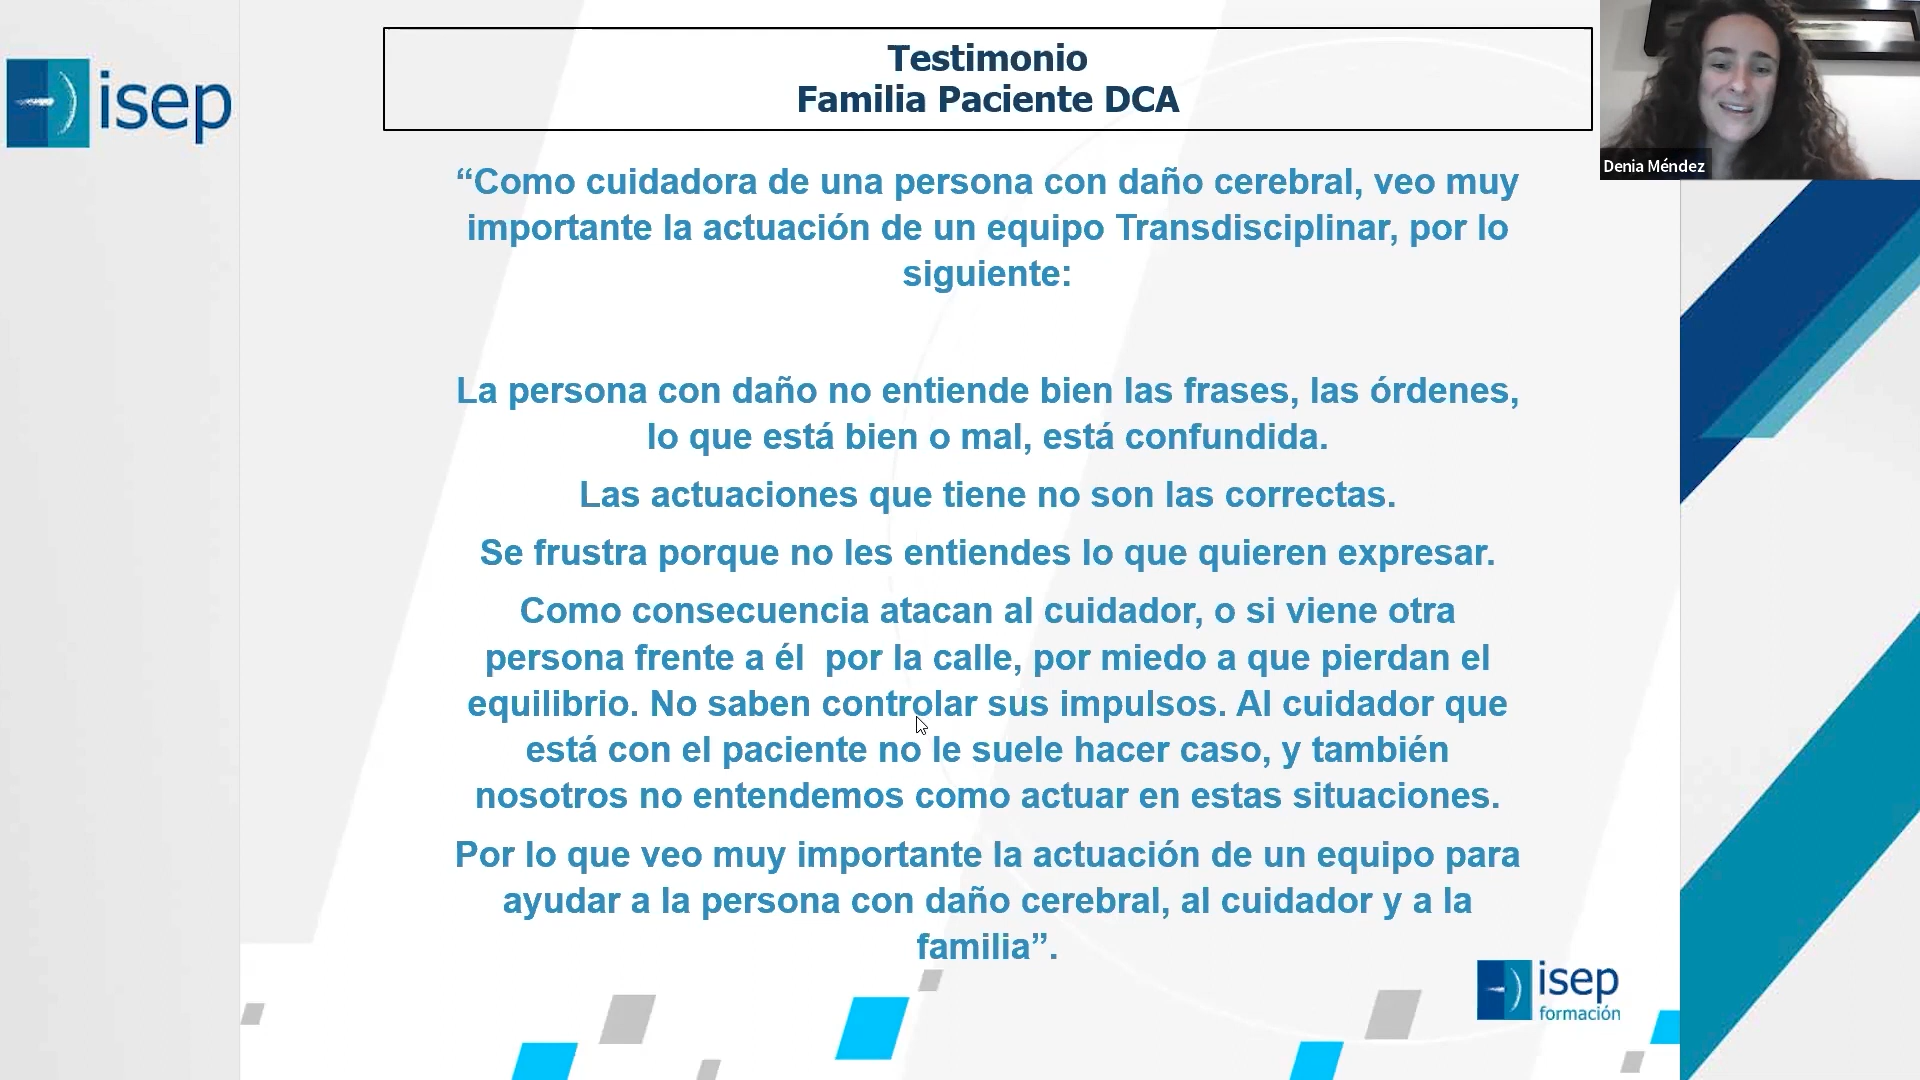 isep
Testimonio
Familia Paciente DCA
Denia Méndez
“Como cuidadora de una persona con daño cerebral, veo muy
importante la actuación de un equipo Transdisciplinar, por lo
siguiente:
La persona con daño no entiende bien las frases, las órdenes,
lo que está bien o mal, está confundida.
Las actuaciones que tiene no son las correctas.
Se frustra porque no les entiendes lo que quieren expresar.
Como consecuencia atacan al cuidador, o si viene otra
persona frente a él  por la calle, por miedo a que pierdan el
equilibrio. No saben controlar sus impulsos. Al cuidador que
está con el paciente no le suele hacer caso, y también
nosotros no entendemos como actuar en estas situaciones.
Por lo que veo muy importante la actuación de un equipo para
ayudar a la persona con daño cerebral, al cuidador y a la
familia”.
isep
formación